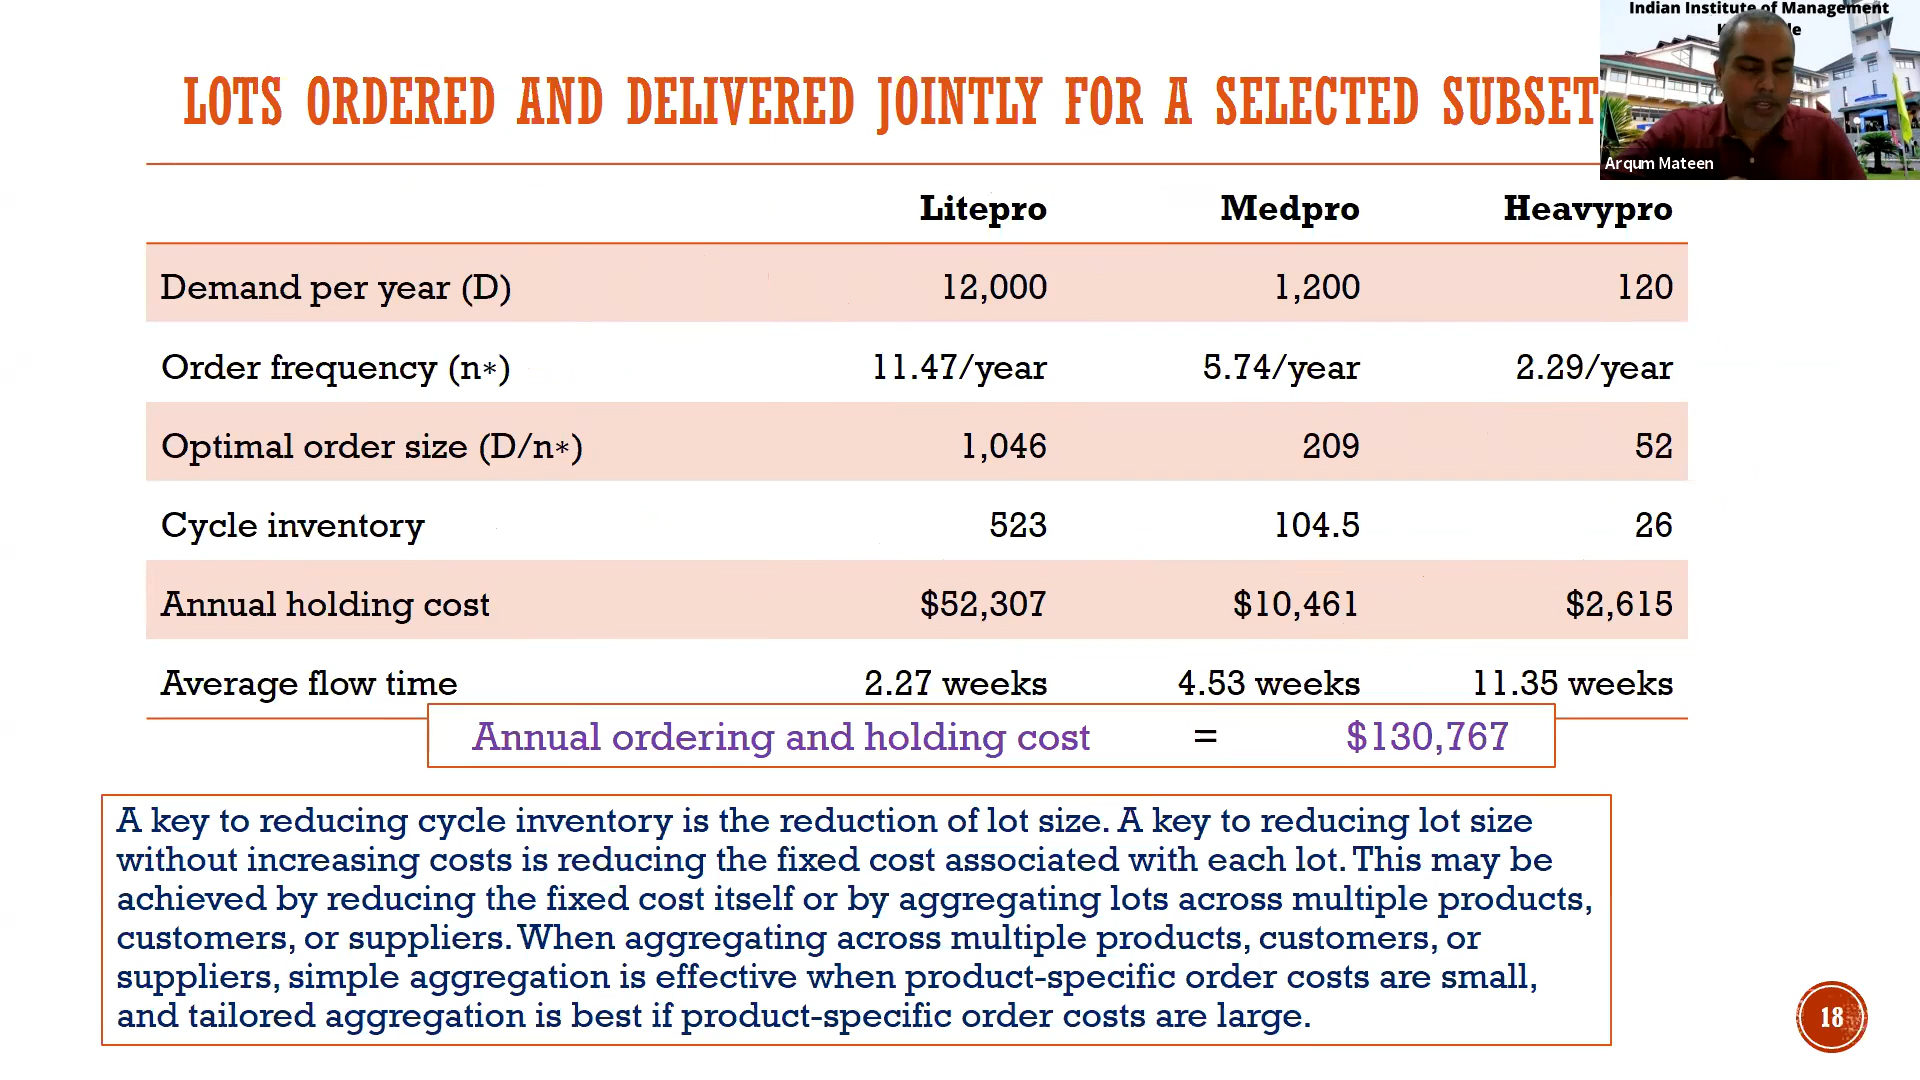 Indian Institute of Management
LOTS ORDERED AND DELIVERED JOINTLY FOR A SELECTED SUBSET
Arqum Mateen
Litepro Medpro Heavypro
Demand per year (D) 12,000 1,200 120
Order frequency (n*) 11.47/year 5.74/year 2.29/year
Optimal order size (D/n*) 1,046 209 52
Cycle inventory 523 104.5 26
Annual holding cost $52,307 $10,461 $2,615
Average flow time 2.27 weeks 4.53 weeks 11.35 weeks
Annual ordering and holding cost = $130,767
A key to reducing cycle inventory is the reduction of lot size. A key to reducing lot size
without increasing costs is reducing the fixed cost associated with each lot. This may be
achieved by reducing the fixed cost itself or by aggregating lots across multiple products,
customers, or suppliers. When aggregating across multiple products, customers, or
suppliers, simple aggregation is effective when product-specific order costs are small,
and tailored aggregation is best if product-specific order costs are large.
18